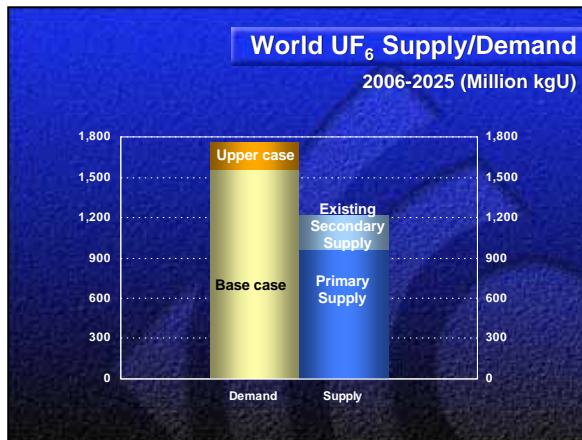 World UF₆ Supply/Demand
2006-2025 (Million kgU)
1,800 1,800
Upper case
1,500 1,500
Existing
1,200 1,200
Secondary
Supply
900 900
Base case
Primary
Supply
600 600
300 300
0 0
Demand Supply